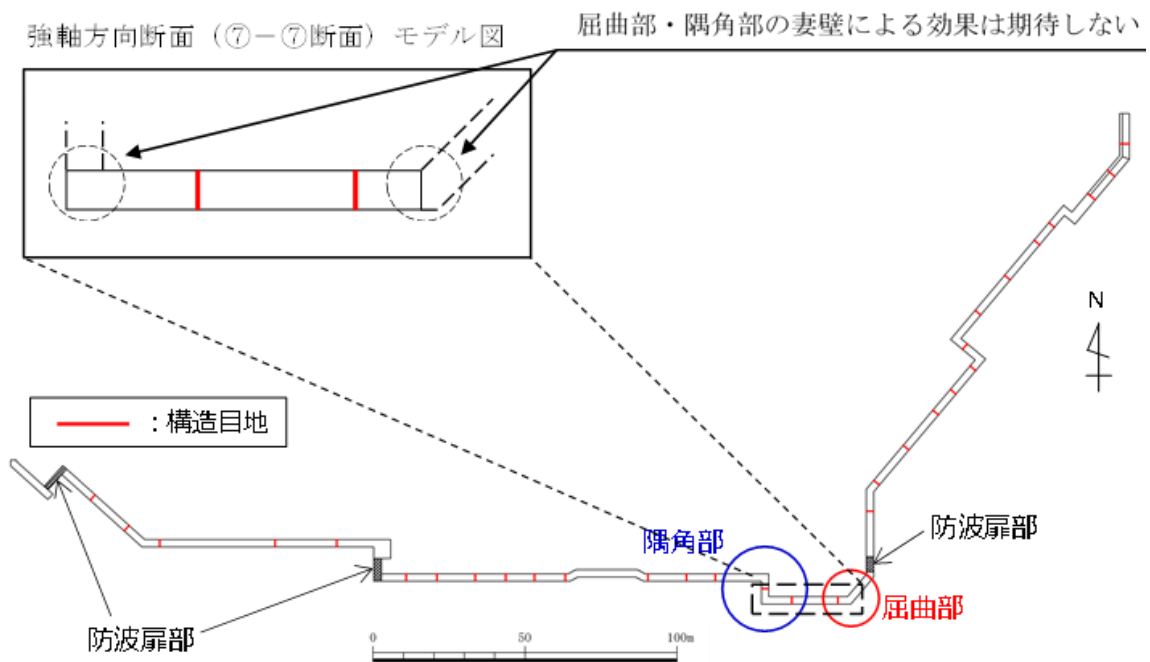 強軸方向断面（⑦－⑦断面）モデル図
屈曲部・隅角部の妻壁による効果は期待しない
N
：構造目地
防波扉部
隅角部
屈曲部
防波扉部
0
50
100m